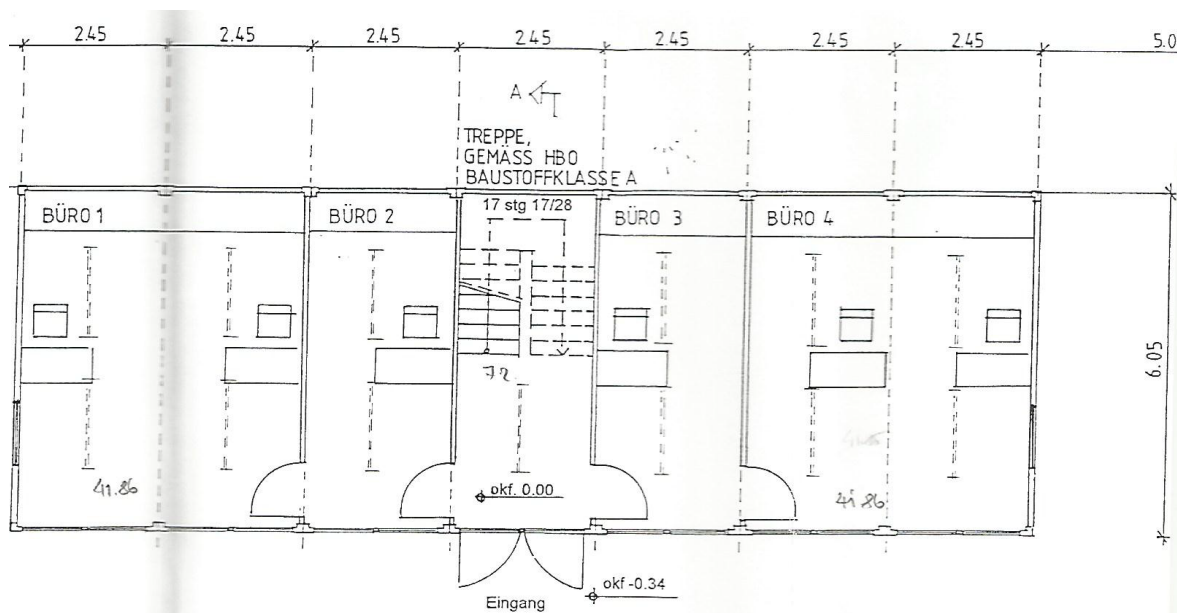 2.45 2.45 2.45 2.45 2.45 2.45 2.45 5.0
A
TREPPE,
GEMÄSS HBO
BAUSTOFFKLASSE A
17 stg 17/28
BÜRO 1 BÜRO 2 BÜRO 3 BÜRO 4
6.05
41.86
41.86
okf. 0.00
okf -0.34
Eingang